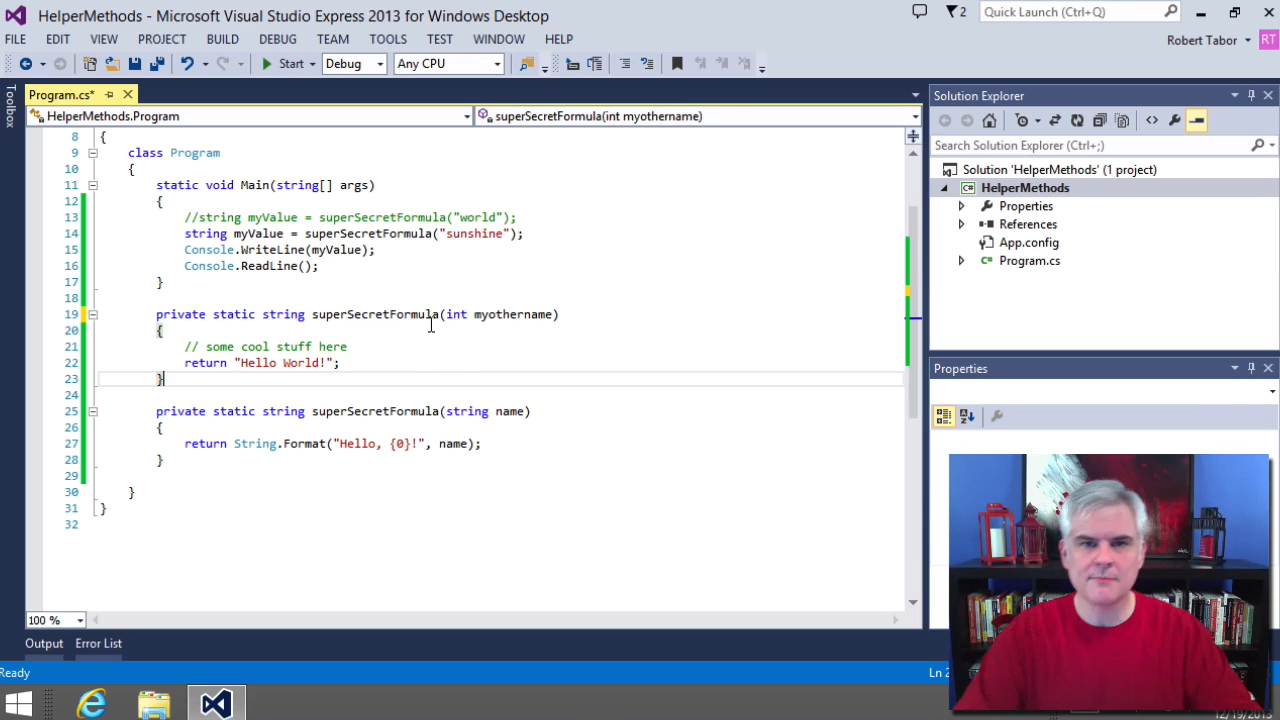 HelperMethods - Microsoft Visual Studio Express 2013 for Windows Desktop
2
Quick Launch (Ctrl+Q)
FILE EDIT VIEW PROJECT BUILD DEBUG TEAM TOOLS TEST WINDOW HELP
Robert Tabor RT
Start Debug Any CPU
Toolbox
Program.cs*
HelperMethods.Program
superSecretFormula(int myothername)
8 {
9 class Program
10 {
11 static void Main(string[] args)
12 {
13 //string myValue = superSecretFormula("world");
14 string myValue = superSecretFormula("sunshine");
15 Console.WriteLine(myValue);
16 Console.ReadLine();
17 }
18
19 private static string superSecretFormula(int myothername)
20 {
21 // some cool stuff here
22 return "Hello World!";
23 }
24
25 private static string superSecretFormula(string name)
26 {
27 return String.Format("Hello, {0}!", name);
28 }
29
30 }
31 }
32
100 %
Output Error List
Ready
Solution Explorer
Search Solution Explorer (Ctrl+;)
Solution 'HelperMethods' (1 project)
C# HelperMethods
Properties
References
App.config
C# Program.cs
Properties
12/19/2013